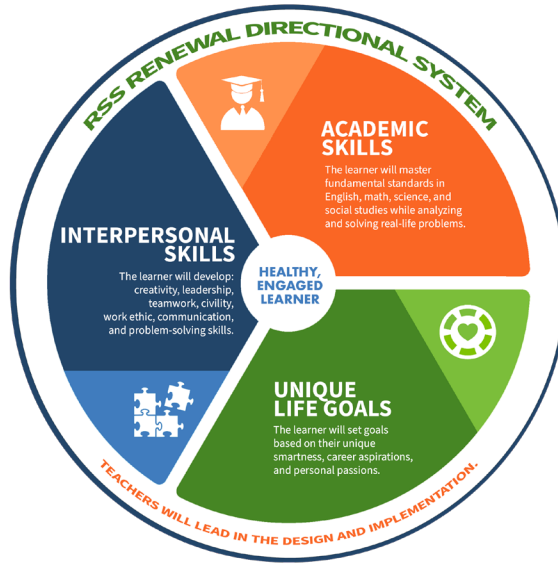 RSS RENEWAL DIRECTIONAL SYSTEM
ACADEMIC
SKILLS
The learner will master
fundamental standards in
English, math, science, and
social studies while analyzing
and solving real-life problems.
INTERPERSONAL
SKILLS
The learner will develop:
creativity, leadership,
teamwork, civility,
work ethic, communication,
and problem-solving skills.
HEALTHY,
ENGAGED
LEARNER
UNIQUE
LIFE GOALS
The learner will set goals
based on their unique
smartness, career aspirations,
and personal passions.
TEACHERS WILL LEAD IN THE DESIGN AND IMPLEMENTATION.